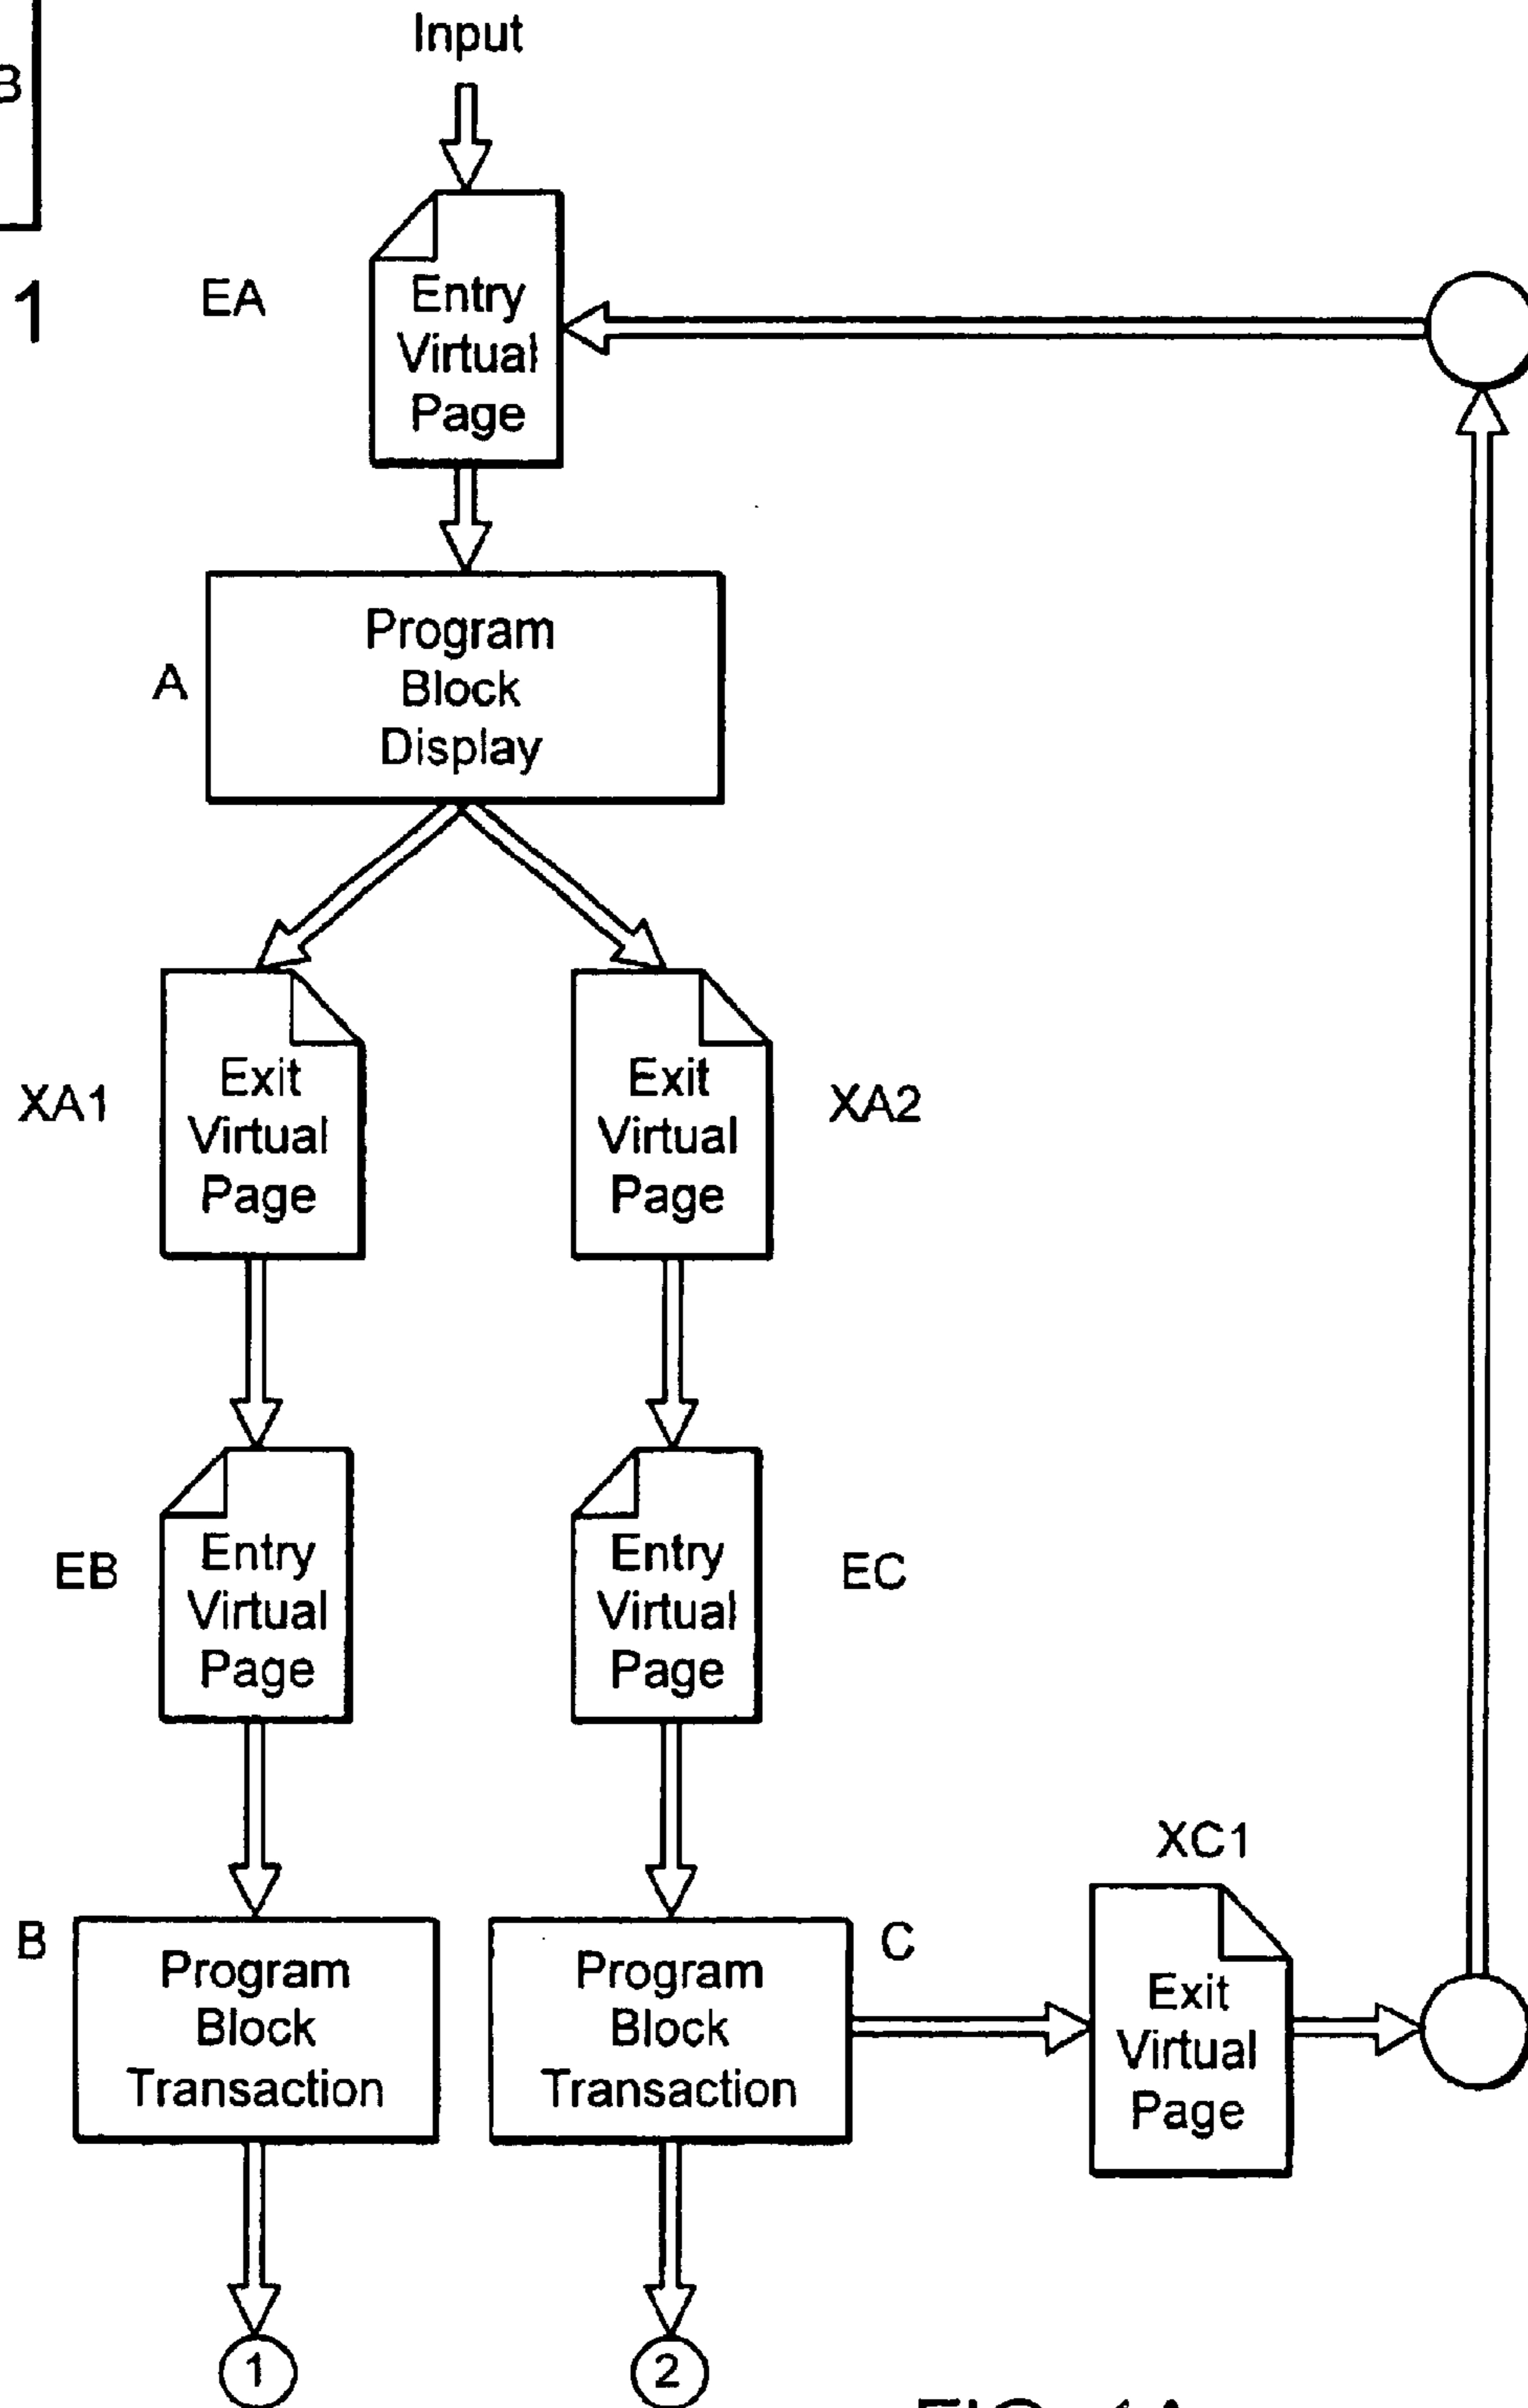 Input
B
1
EA
Entry
Virtual
Page
A
Program
Block
Display
XA1
Exit
Virtual
Page
Exit
Virtual
Page
XA2
EB
Entry
Virtual
Page
Entry
Virtual
Page
EC
B
Program
Block
Transaction
Program
Block
Transaction
C
XC1
Exit
Virtual
Page
1
2